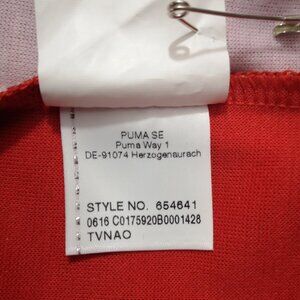 PUMA SE
Puma Way 1
DE-91074 Herzogenaurach
STYLE NO. 654641
0616 C0175920B0001428
TVNAO